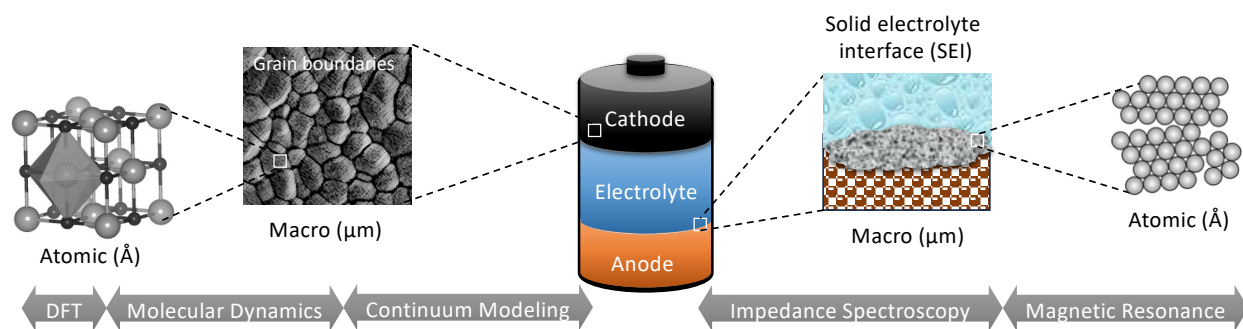 Solid electrolyte
interface (SEI)
Grain boundaries
Cathode
Electrolyte
Anode
Atomic (Å)
Macro (μm)
Macro (μm)
Atomic (Å)
DFT
Molecular Dynamics
Continuum Modeling
Impedance Spectroscopy
Magnetic Resonance